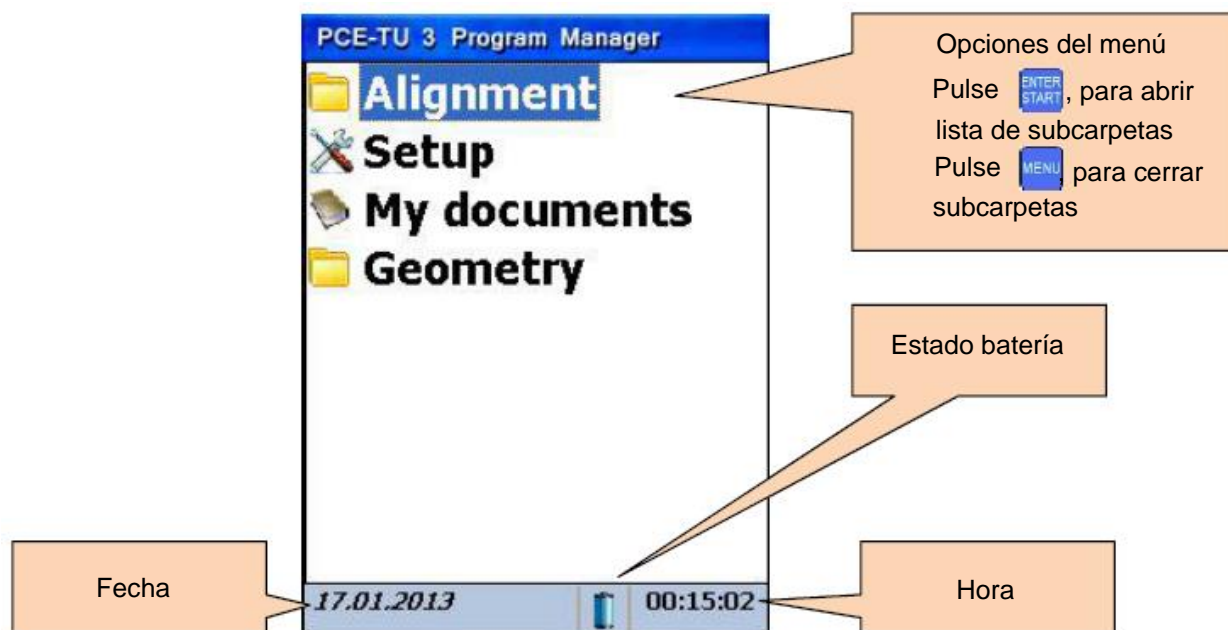 PCE-TU 3 Program Manager
Alignment
Setup
My documents
Geometry
17.01.2013
00:15:02
Opciones del menú
Pulse ENTER START, para abrir
lista de subcarpetas
Pulse MENU, para cerrar
subcarpetas
Estado batería
Fecha
Hora